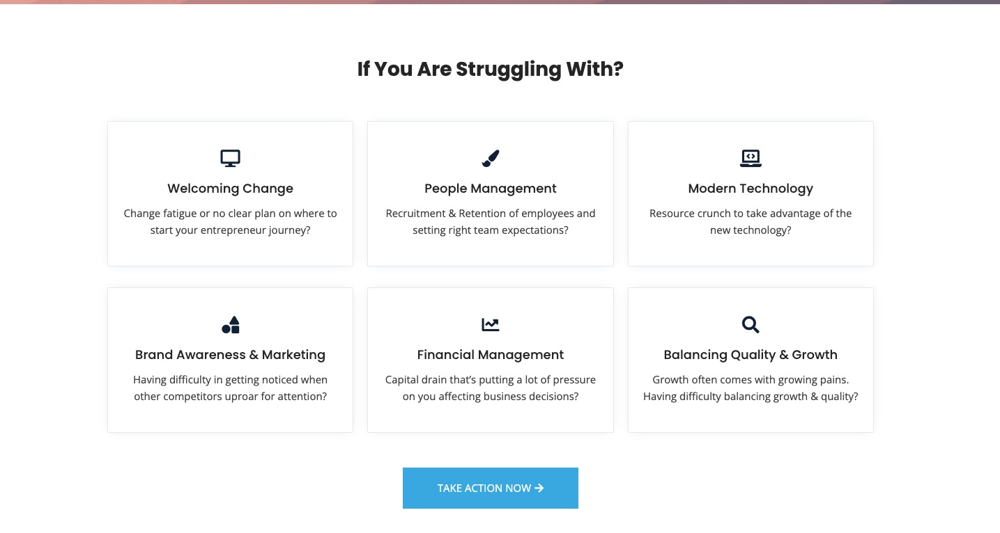 If You Are Struggling With?
Welcoming Change
Change fatigue or no clear plan on where to
start your entrepreneur journey?
People Management
Recruitment & Retention of employees and
setting right team expectations?
Modern Technology
Resource crunch to take advantage of the
new technology?
Brand Awareness & Marketing
Having difficulty in getting noticed when
other competitors uproar for attention?
Financial Management
Capital drain that’s putting a lot of pressure
on you affecting business decisions?
Balancing Quality & Growth
Growth often comes with growing pains.
Having difficulty balancing growth & quality?
TAKE ACTION NOW →